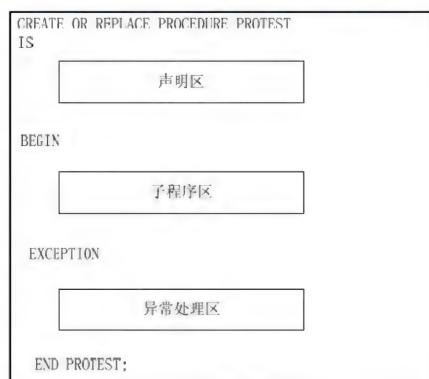 CREATE OR REPLACE PROCEDURE PROTEST
IS
声明区
BEGIN
子程序区
EXCEPTION
异常处理区
END PROTEST;